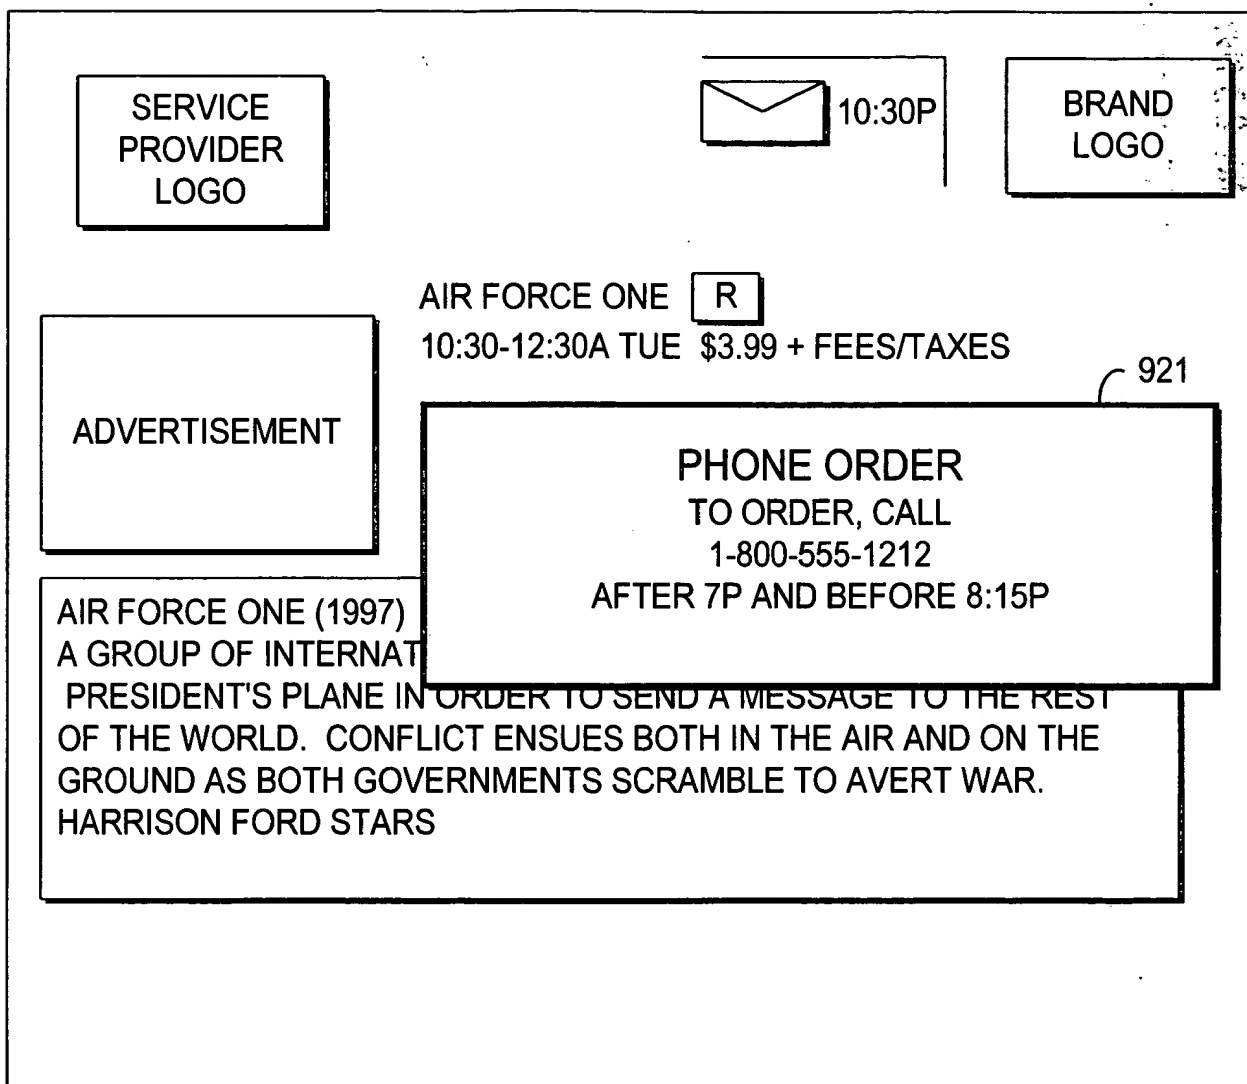 SERVICE
PROVIDER
LOGO
10:30P
BRAND
LOGO
AIR FORCE ONE R
10:30-12:30A TUE $3.99 + FEES/TAXES
921
ADVERTISEMENT
PHONE ORDER
TO ORDER, CALL
1-800-555-1212
AFTER 7P AND BEFORE 8:15P
AIR FORCE ONE (1997)
A GROUP OF INTERNAT
PRESIDENT'S PLANE IN ORDER TO SEND A MESSAGE TO THE REST
OF THE WORLD. CONFLICT ENSUES BOTH IN THE AIR AND ON THE
GROUND AS BOTH GOVERNMENTS SCRAMBLE TO AVERT WAR.
HARRISON FORD STARS